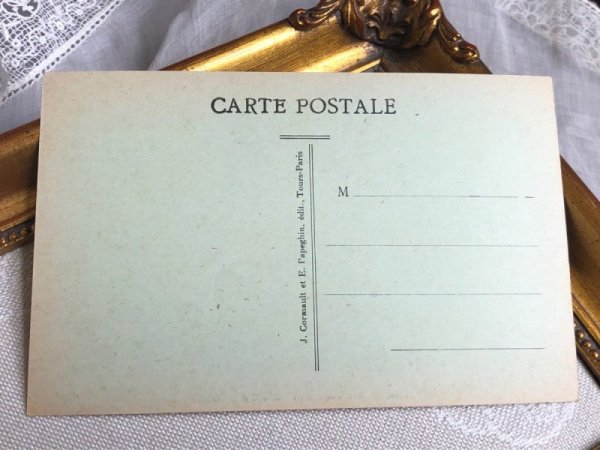 CARTE POSTALE
J. Cormault et E. Papeghin, édit., Tours-Paris
M